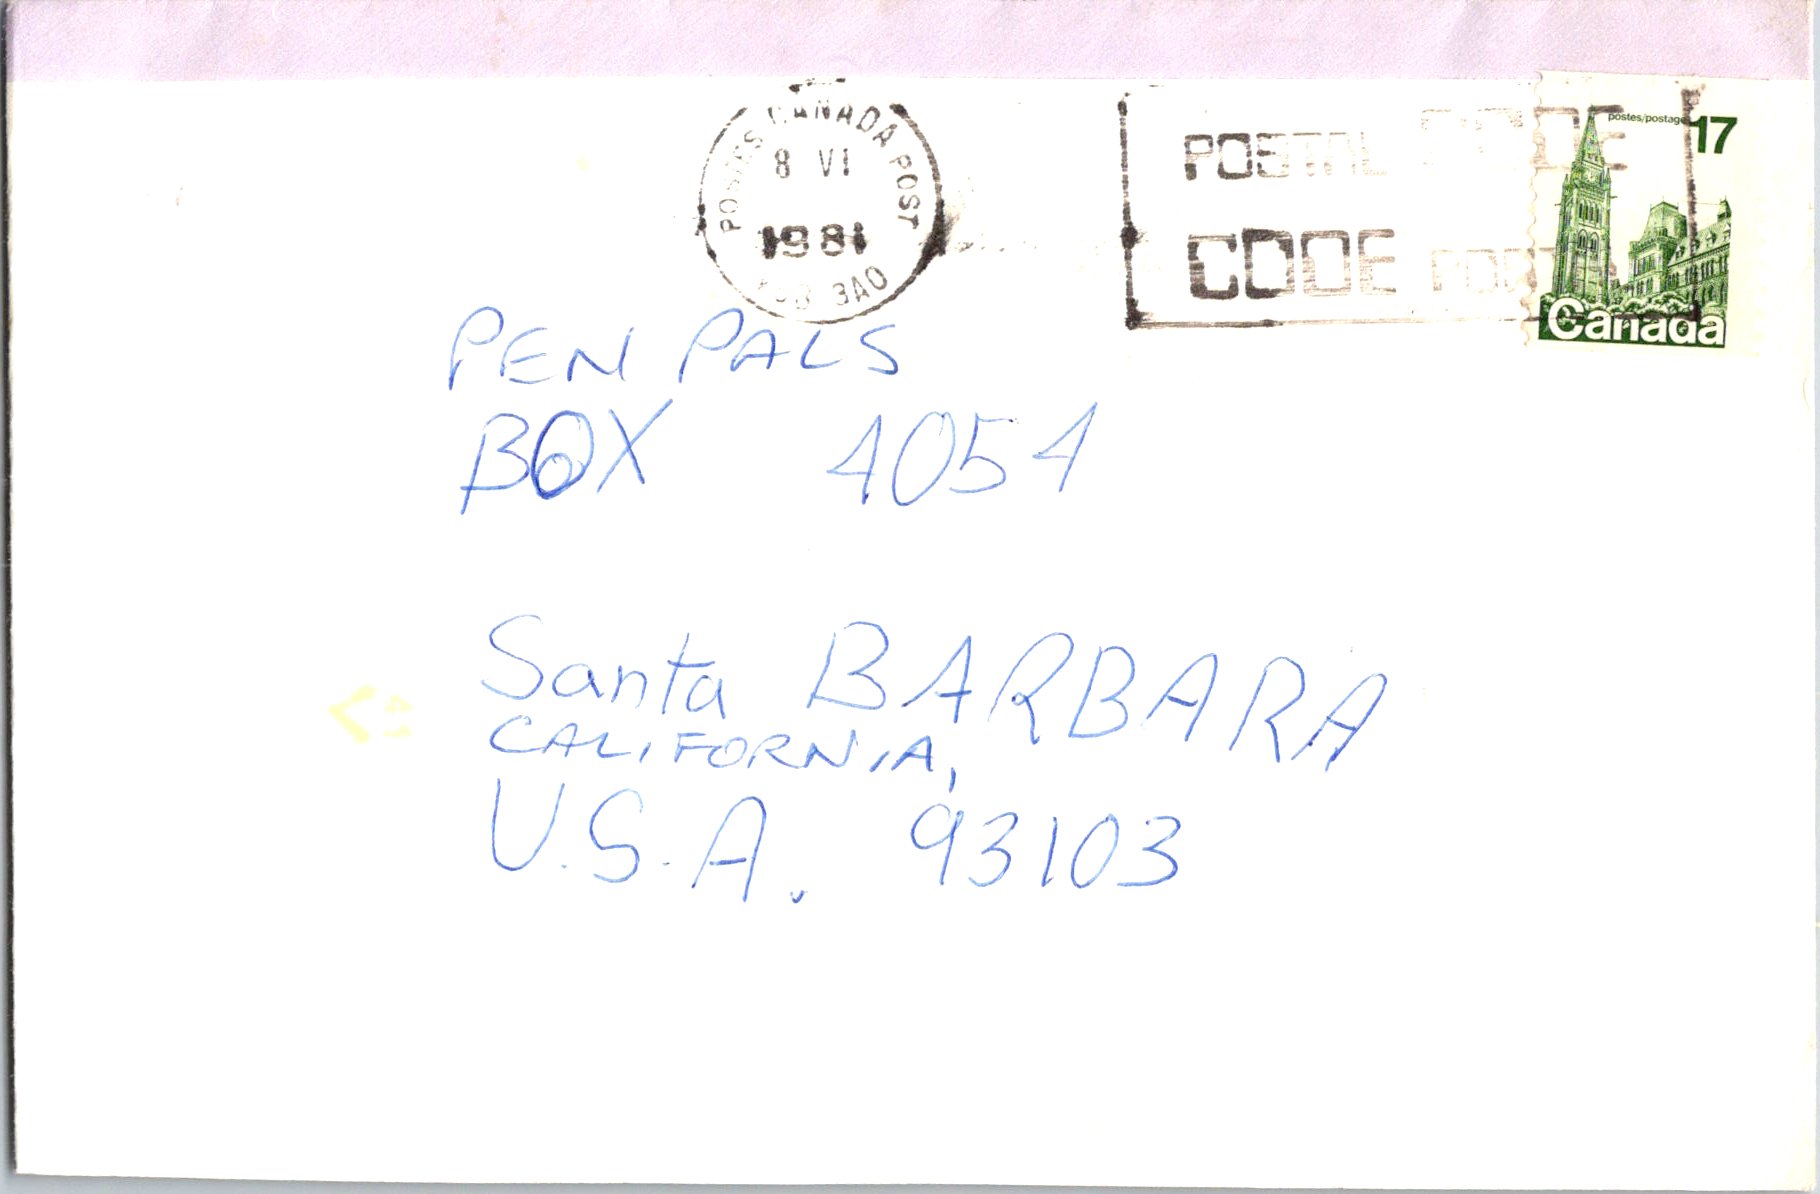 POSTES CANADA POST
8 VI
1981
3A0
POSTAL CODE
CODE
postes/postage 17
Canada
PEN PALS
BOX 4054
Santa BARBARA
CALIFORNIA,
U.S.A. 93103